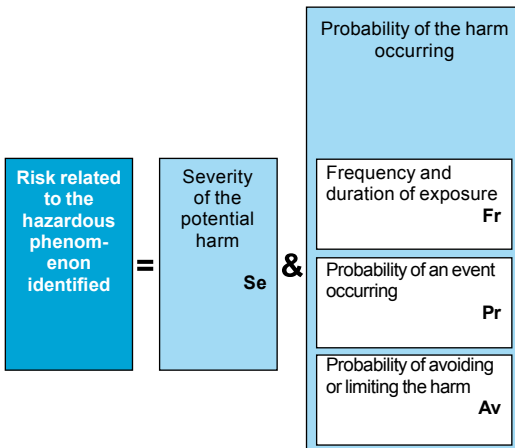 Probability of the harm
occurring
Risk related
to the
hazardous
phenom-
enon
identified
=
Severity
of the
potential
harm
Se
&
Frequency and
duration of exposure
Fr
Probability of an event
occurring
Pr
Probability of avoiding
or limiting the harm
Av